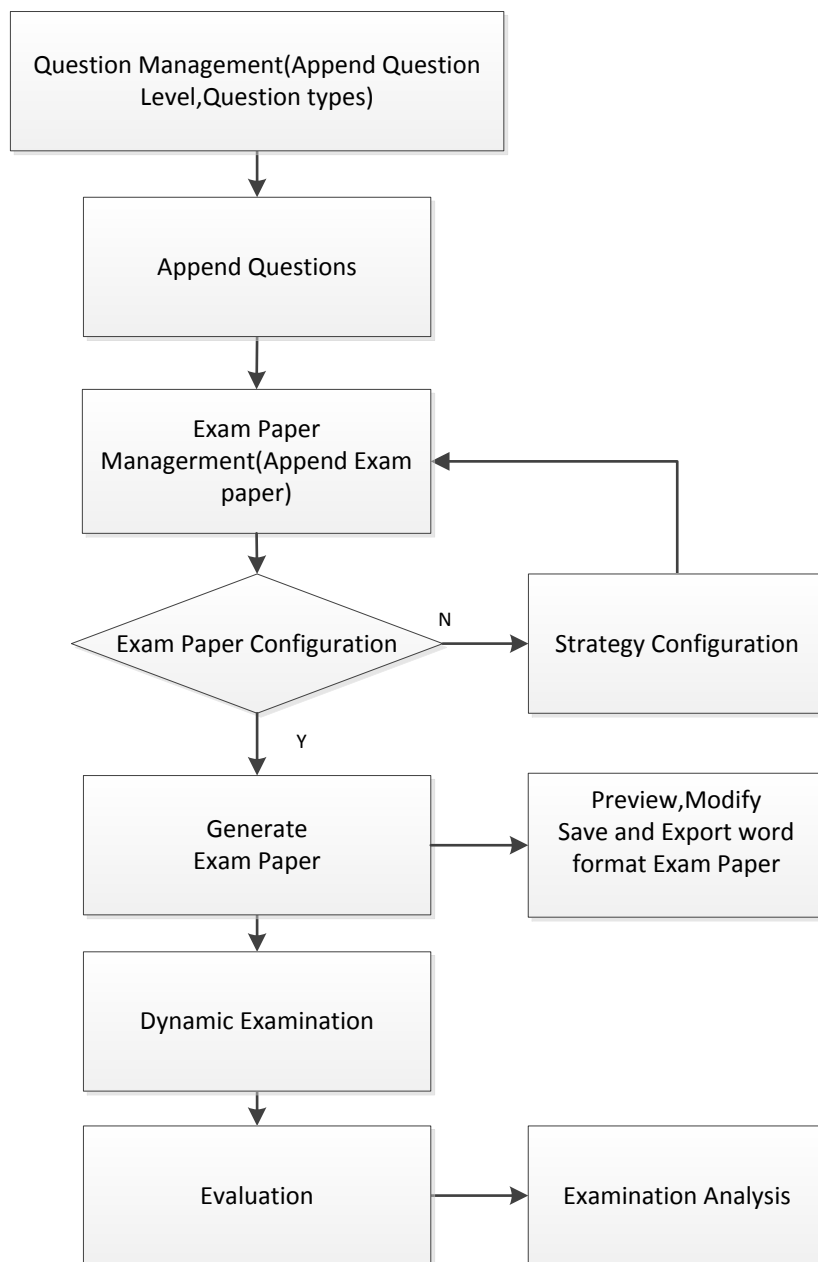 Question Management(Append Question
Level,Question types)
Append Questions
Exam Paper
Managerment(Append Exam
paper)
Exam Paper Configuration
N
Strategy Configuration
Y
Generate
Exam Paper
Preview,Modify
Save and Export word
format Exam Paper
Dynamic Examination
Evaluation
Examination Analysis